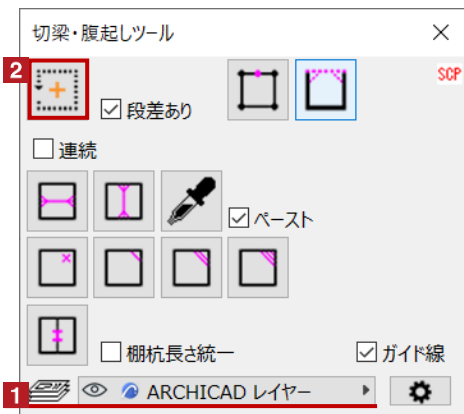 切梁・腹起しツール
2
段差あり
SCP
連続
ペースト
棚杭長さ統一
ガイド線
1
ARCHICAD レイヤー